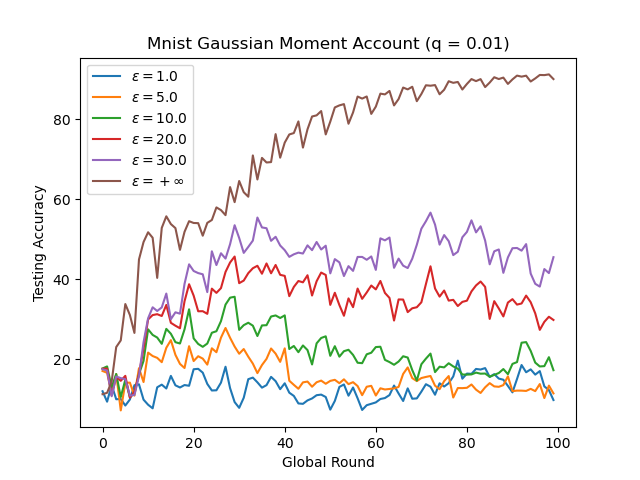 Mnist Gaussian Moment Account (q = 0.01)
ε = 1.0
ε = 5.0
ε = 10.0
ε = 20.0
ε = 30.0
ε = +∞
80
60
40
20
Testing Accuracy
0 20 40 60 80 100
Global Round